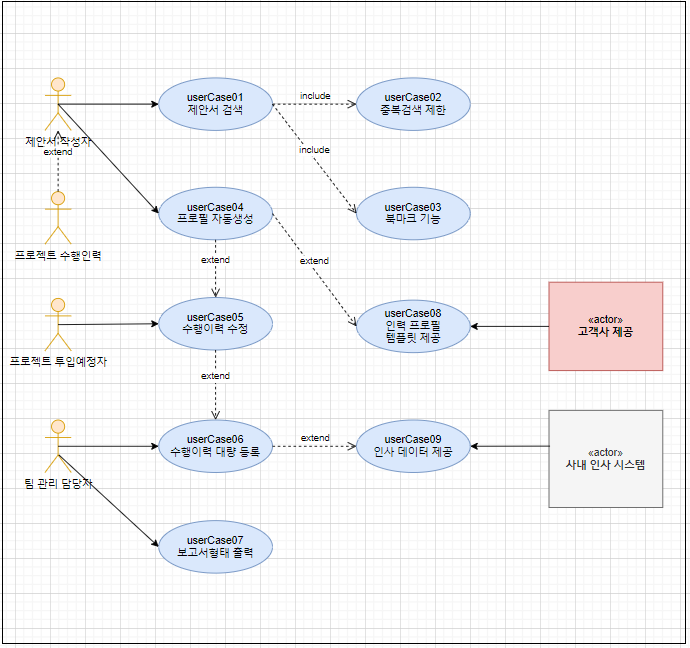 userCase01
제안서 검색
include
userCase02
중복검색 제한
제안서 작성자
extend
include
프로젝트 수행인력
userCase04
프로필 자동생성
userCase03
북마크 기능
extend
extend
프로젝트 투입예정자
userCase05
수행이력 수정
userCase08
인력 프로필
템플릿 제공
«actor»
고객사 제공
extend
팀 관리 담당자
userCase06
수행이력 대량 등록
extend
userCase09
인사 데이터 제공
«actor»
사내 인사 시스템
userCase07
보고서형태 출력